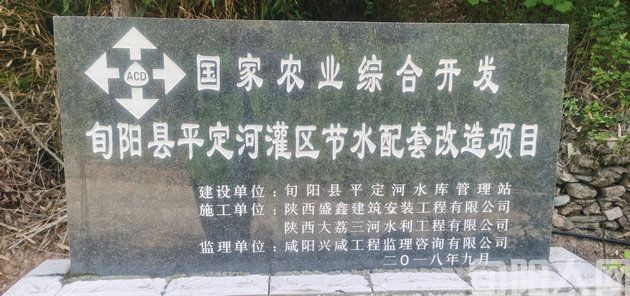 ACD
国家农业综合开发
旬阳县平定河灌区节水配套改造项目
建设单位：旬阳县平定河水库管理站
施工单位：陕西盛鑫建筑安装工程有限公司
陕西大荔三河水利工程有限公司
监理单位：咸阳兴咸工程监理咨询有限公司
二〇一八年九月
旬阳人网